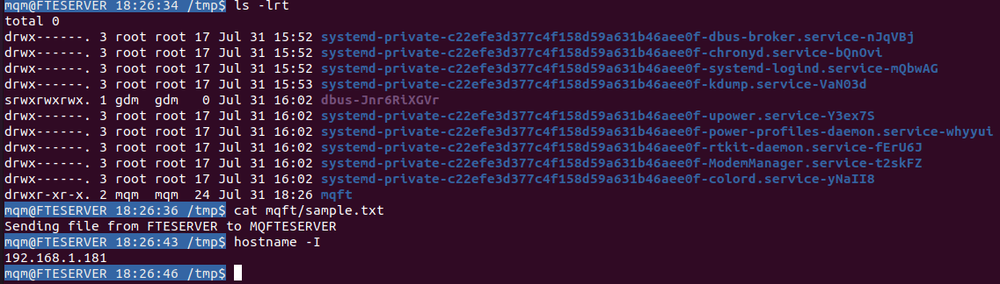 mqm@FTESERVER 18:26:34 /tmp$ ls -lrt
total 0
drwx------. 3 root root 17 Jul 31 15:52 systemd-private-c22efe3d377c4f158d59a631b46aee0f-dbus-broker.service-nJqVBj
drwx------. 3 root root 17 Jul 31 15:52 systemd-private-c22efe3d377c4f158d59a631b46aee0f-chronyd.service-bQnOvi
drwx------. 3 root root 17 Jul 31 15:52 systemd-private-c22efe3d377c4f158d59a631b46aee0f-systemd-logind.service-mQbwAG
drwx------. 3 root root 17 Jul 31 15:53 systemd-private-c22efe3d377c4f158d59a631b46aee0f-kdump.service-VaN03d
srwxrwxrwx. 1 gdm  gdm   0 Jul 31 16:02 dbus-Jnr6RiXGVr
drwx------. 3 root root 17 Jul 31 16:02 systemd-private-c22efe3d377c4f158d59a631b46aee0f-upower.service-Y3ex7S
drwx------. 3 root root 17 Jul 31 16:02 systemd-private-c22efe3d377c4f158d59a631b46aee0f-power-profiles-daemon.service-whyyui
drwx------. 3 root root 17 Jul 31 16:02 systemd-private-c22efe3d377c4f158d59a631b46aee0f-rtkit-daemon.service-fErU6J
drwx------. 3 root root 17 Jul 31 16:02 systemd-private-c22efe3d377c4f158d59a631b46aee0f-ModemManager.service-t2skFZ
drwx------. 3 root root 17 Jul 31 16:02 systemd-private-c22efe3d377c4f158d59a631b46aee0f-colord.service-yNaII8
drwxr-xr-x. 2 mqm  mqm  24 Jul 31 18:26 mqft
mqm@FTESERVER 18:26:36 /tmp$ cat mqft/sample.txt
Sending file from FTESERVER to MQFTESERVER
mqm@FTESERVER 18:26:43 /tmp$ hostname -I
192.168.1.181
mqm@FTESERVER 18:26:46 /tmp$